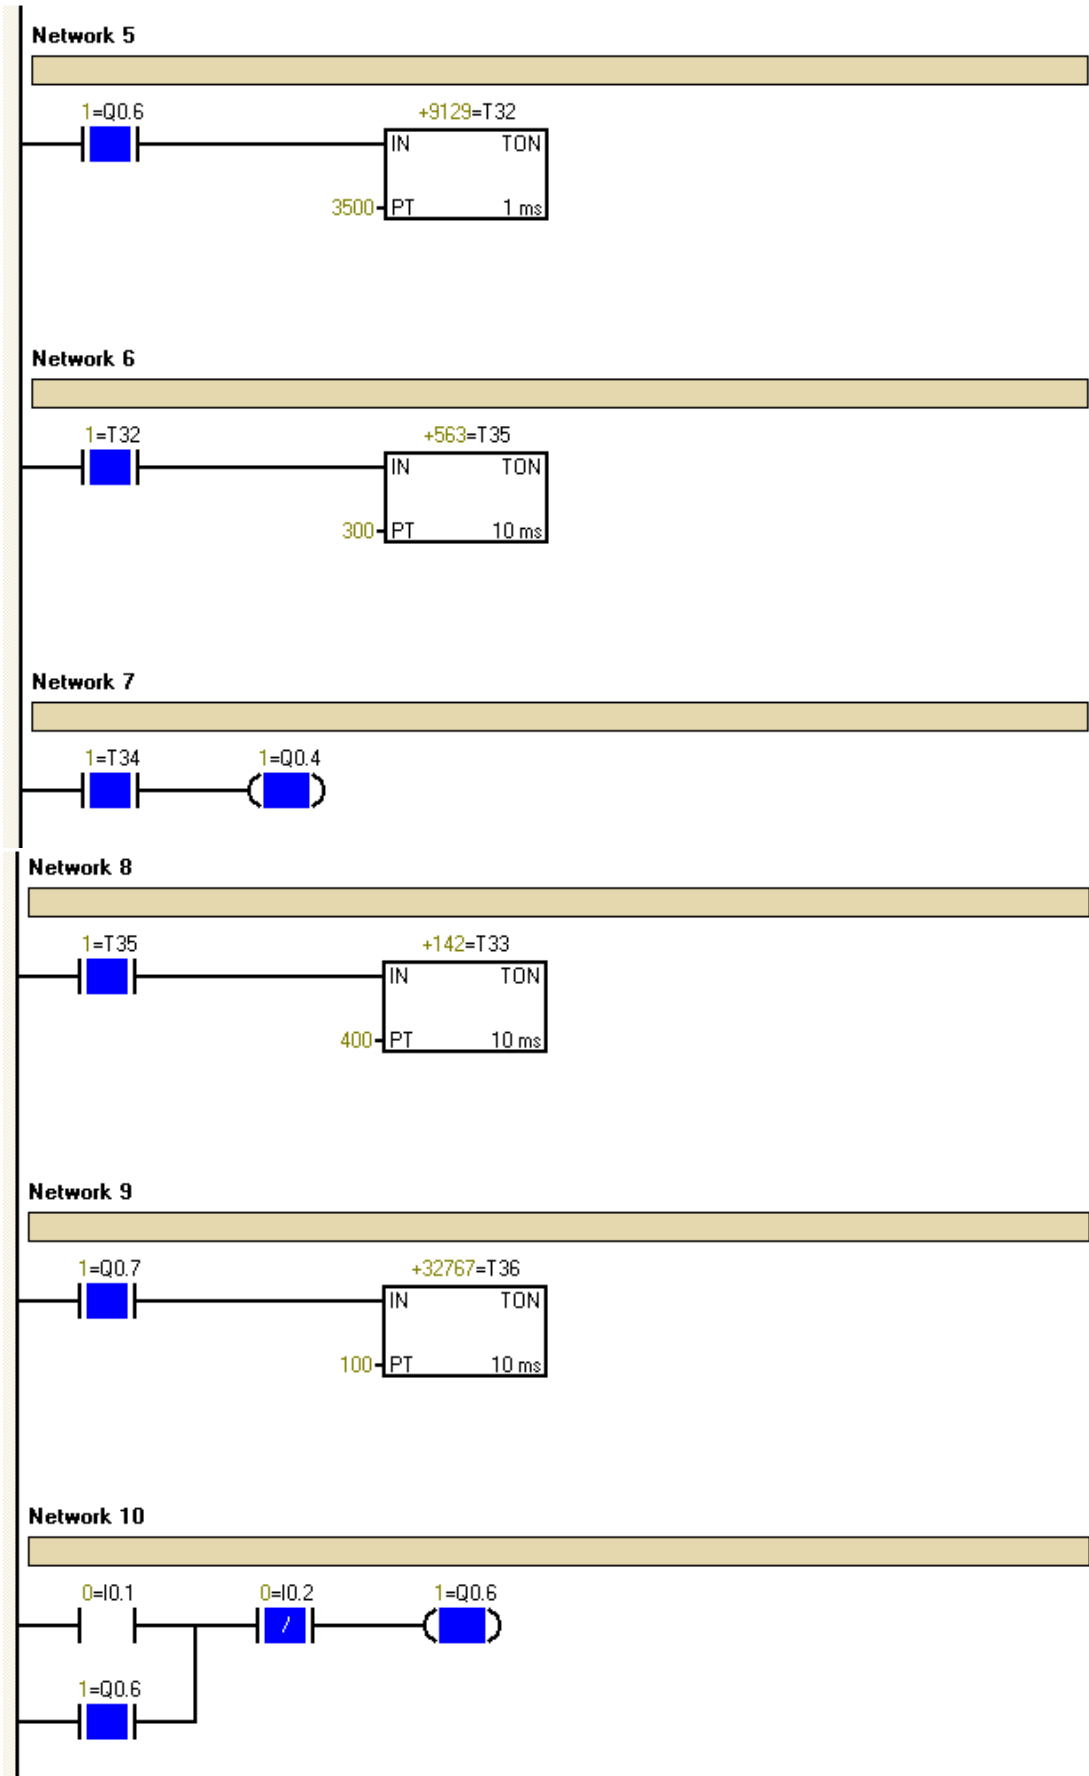 Network 5
1=Q0.6 +9129=T32
IN TON
3500 PT 1 ms
Network 6
1=T32 +563=T35
IN TON
300 PT 10 ms
Network 7
1=T34 1=Q0.4
Network 8
1=T35 +142=T33
IN TON
400 PT 10 ms
Network 9
1=Q0.7 +32767=T36
IN TON
100 PT 10 ms
Network 10
0=I0.1 0=I0.2 1=Q0.6
/
1=Q0.6